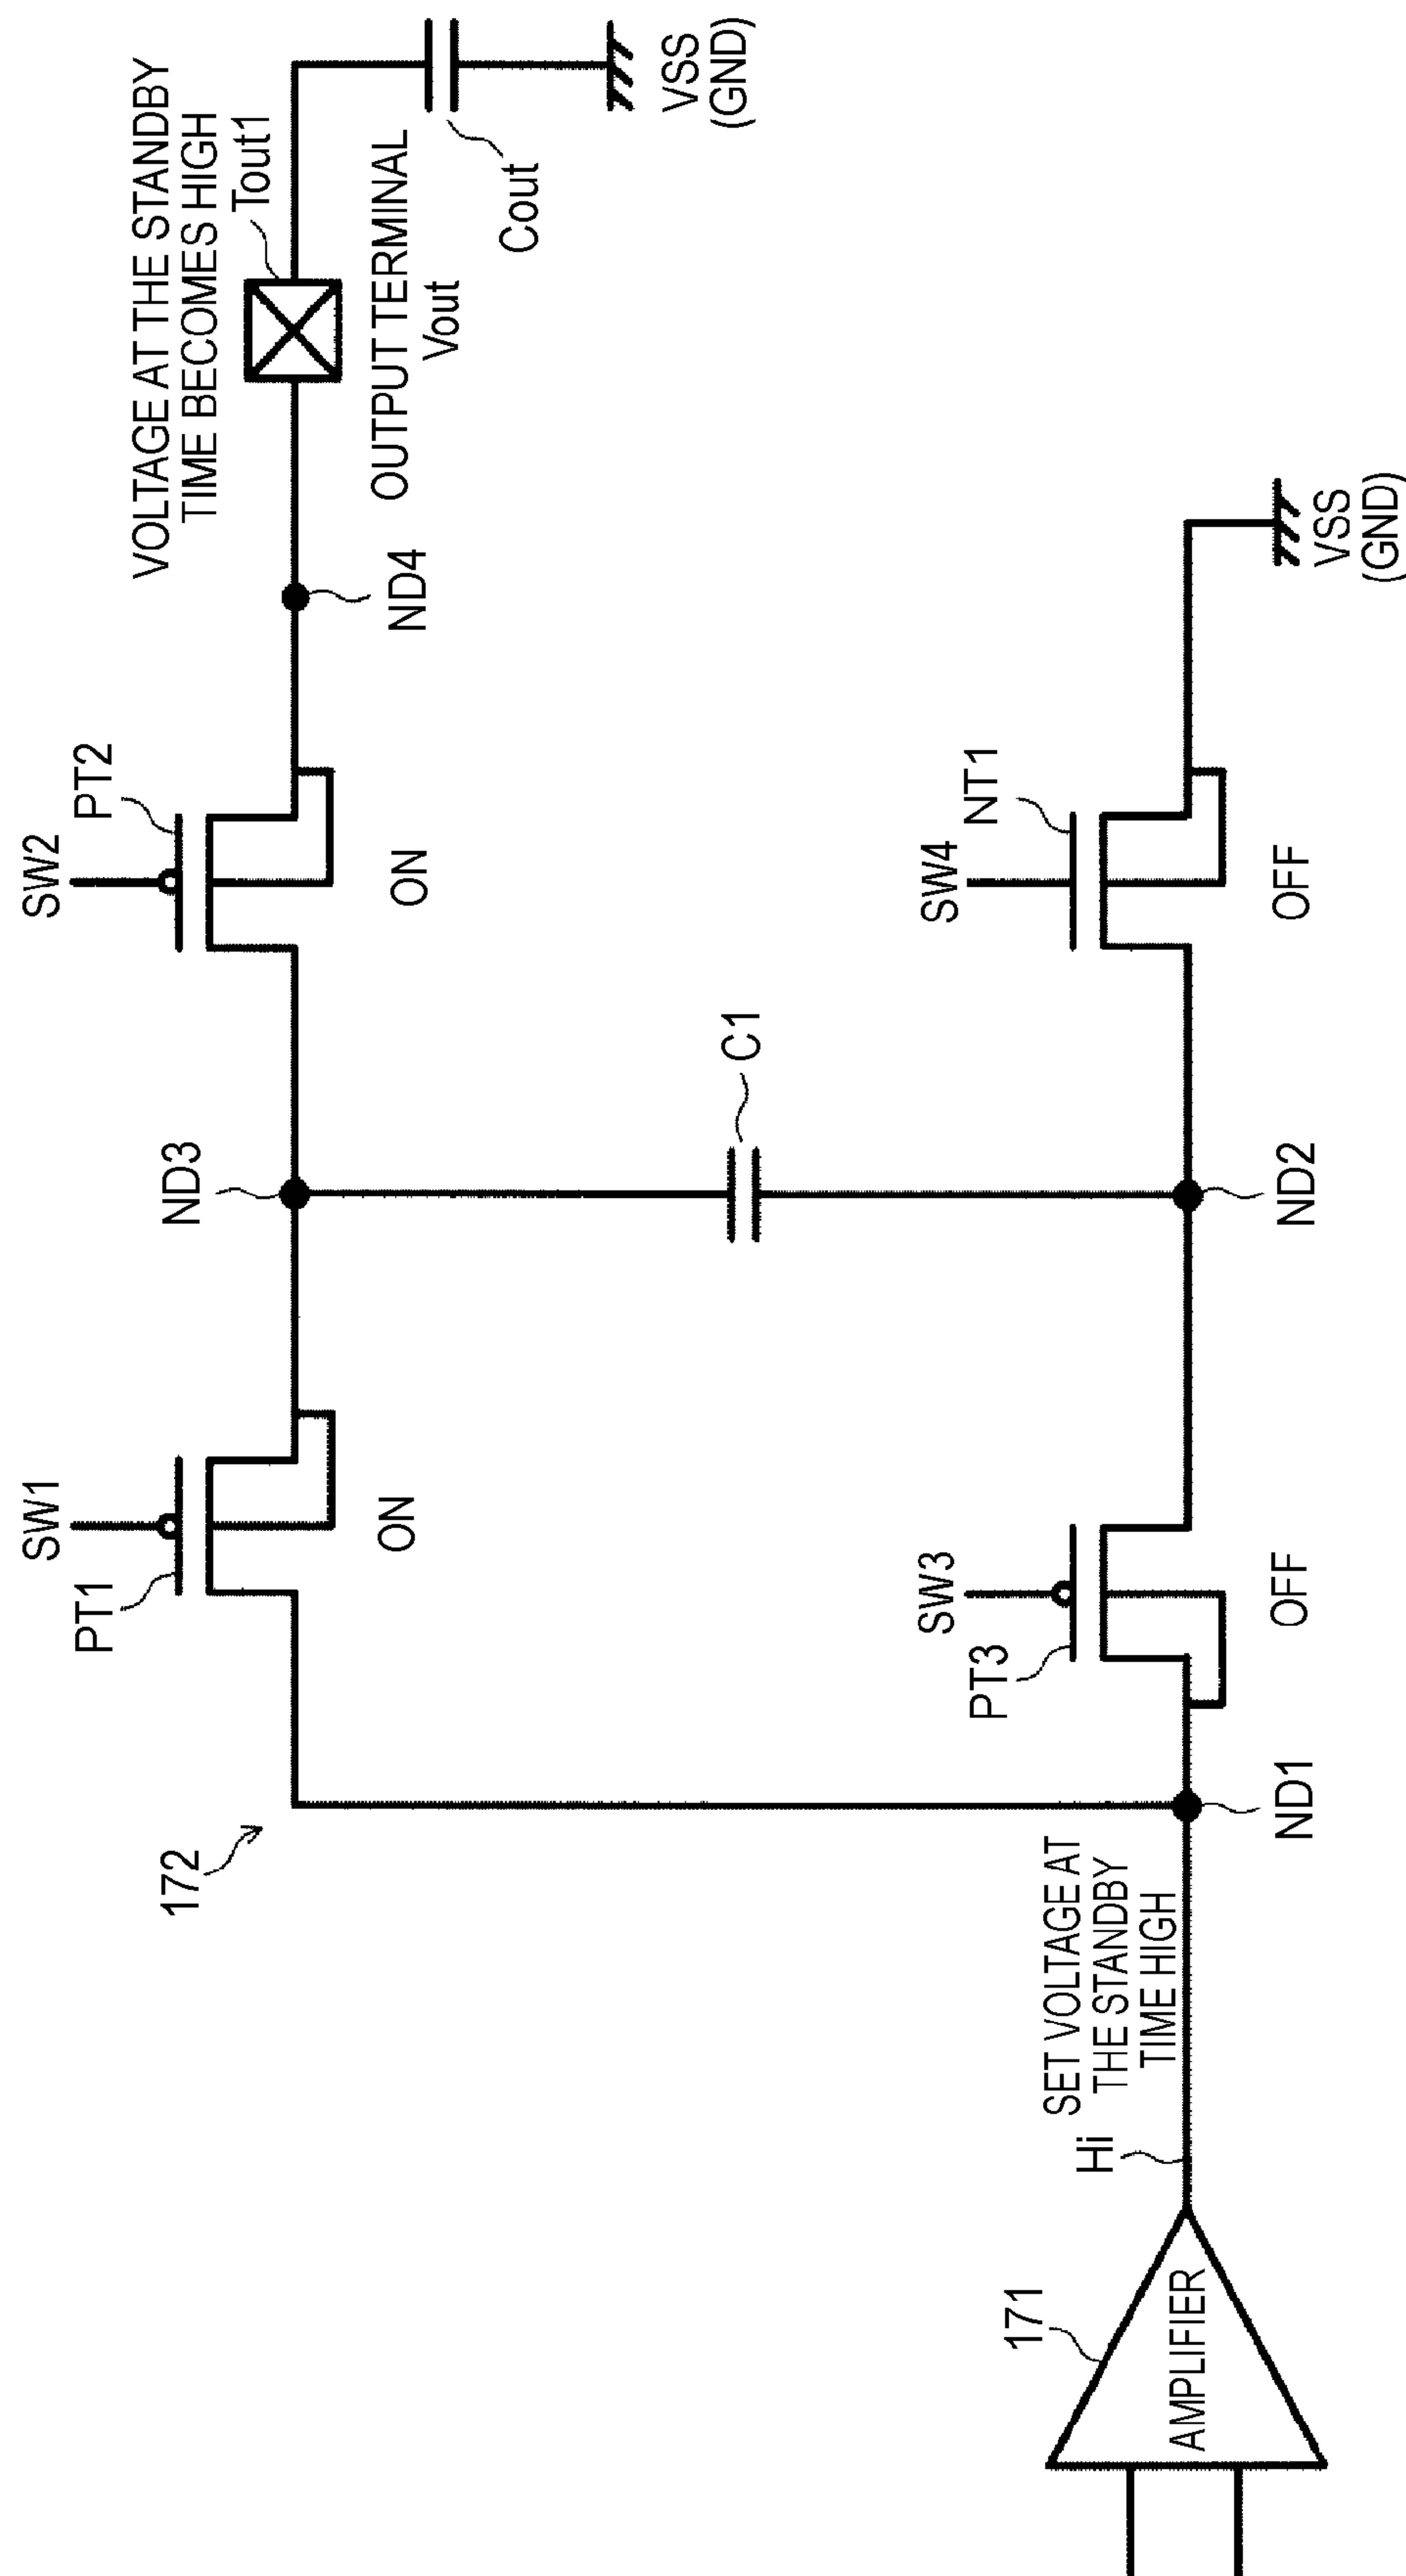 172
SW1
PT1
ON
ND3
SW2
PT2
ON
ND4
VOLTAGE AT THE STANDBY
TIME BECOMES HIGH
Tout1
OUTPUT TERMINAL
Vout
Cout
VSS
(GND)
C1
171
AMPLIFIER
Hi
SET VOLTAGE AT
THE STANDBY
TIME HIGH
ND1
SW3
PT3
OFF
ND2
SW4
NT1
OFF
VSS
(GND)